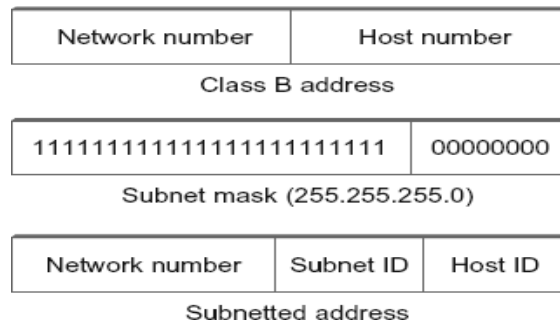 Network number Host number
Class B address
111111111111111111111111 00000000
Subnet mask (255.255.255.0)
Network number Subnet ID Host ID
Subnetted address